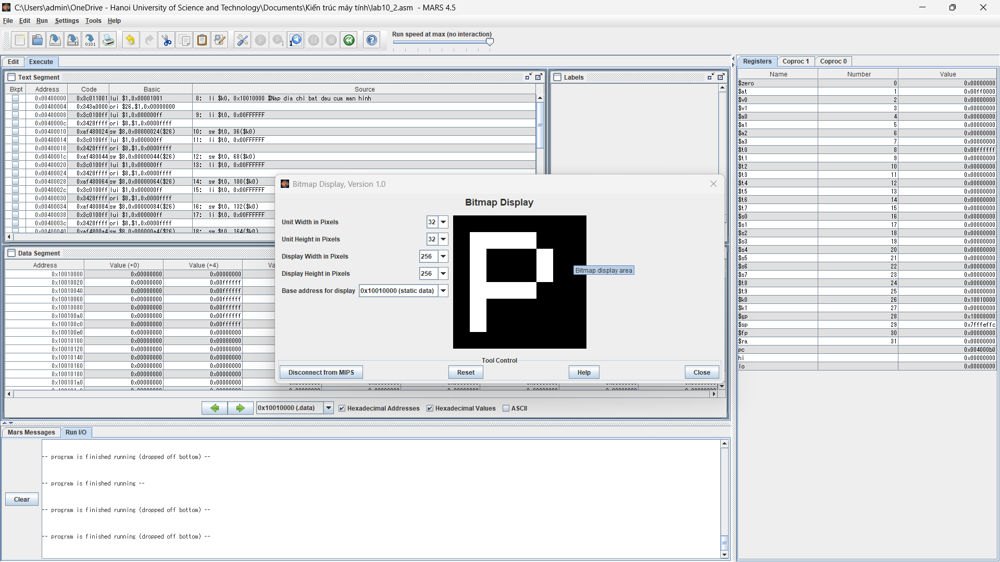 C:\Users\admin\OneDrive - Hanoi University of Science and Technology\Documents\Kiến trúc máy tính\lab10_2.asm - MARS 4.5
File Edit Run Settings Tools Help
Run speed at max (no interaction)
Edit Execute
Text Segment
Bkpt Address Code Basic Source
0x00400000 0x3c011001 lui $1,0x00001001 8: li $k0, 0x10010000 #Nap dia chi bat dau cua man hinh
0x00400004 0x343a0000 ori $26,$1,0x00000000
0x00400008 0x3c0100ff lui $1,0x000000ff 9: li $t0, 0x00FFFFFF
0x0040000c 0x3428ffff ori $8,$1,0x0000ffff
0x00400010 0xaf480024 sw $8,0x00000024($26) 10: sw $t0, 36($k0)
0x00400014 0x3c0100ff lui $1,0x000000ff 11: li $t0, 0x00FFFFFF
0x00400018 0x3428ffff ori $8,$1,0x0000ffff
0x0040001c 0xaf480044 sw $8,0x00000044($26) 12: sw $t0, 68($k0)
0x00400020 0x3c0100ff lui $1,0x000000ff 13: li $t0, 0x00FFFFFF
0x00400024 0x3428ffff ori $8,$1,0x0000ffff
0x00400028 0xaf480064 sw $8,0x00000064($26) 14: sw $t0, 100($k0)
0x0040002c 0x3c0100ff lui $1,0x000000ff 15: li $t0, 0x00FFFFFF
0x00400030 0x3428ffff ori $8,$1,0x0000ffff
0x00400034 0xaf480084 sw $8,0x00000084($26) 16: sw $t0, 132($k0)
0x00400038 0x3c0100ff lui $1,0x000000ff 17: li $t0, 0x00FFFFFF
0x0040003c 0x3428ffff ori $8,$1,0x0000ffff
0x00400040 0xaf4800a4 sw $8,0x000000a4($26) 18: sw $t0, 164($k0)
Labels
Data Segment
Address Value (+0) Value (+4)
0x10010000 0x00000000 0x00000000
0x10010020 0x00000000 0x00ffffff
0x10010040 0x00000000 0x00ffffff
0x10010060 0x00000000 0x00ffffff
0x10010080 0x00000000 0x00ffffff
0x100100a0 0x00000000 0x00ffffff
0x100100c0 0x00000000 0x00ffffff
0x100100e0 0x00000000 0x00000000
0x10010100 0x00000000 0x00000000
0x10010120 0x00000000 0x00000000
0x10010140 0x00000000 0x00000000
0x10010160 0x00000000 0x00000000
0x10010180 0x00000000 0x00000000
0x100101a0 0x00000000 0x00000000
0x10010000 (.data) Hexadecimal Addresses Hexadecimal Values ASCII
Bitmap Display, Version 1.0
Bitmap Display
Unit Width in Pixels 32
Unit Height in Pixels 32
Display Width in Pixels 256
Display Height in Pixels 256
Base address for display 0x10010000 (static data)
Bitmap display area
Tool Control
Disconnect from MIPS Reset Help Close
Mars Messages Run I/O
-- program is finished running (dropped off bottom) --
-- program is finished running --
-- program is finished running (dropped off bottom) --
-- program is finished running (dropped off bottom) --
Clear
Registers Coproc 1 Coproc 0
Name Number Value
$zero 0 0x00000000
$at 1 0x00ff0000
$v0 2 0x00000000
$v1 3 0x00000000
$a0 4 0x00000000
$a1 5 0x00000000
$a2 6 0x00000000
$a3 7 0x00000000
$t0 8 0x00ffffff
$t1 9 0x00000000
$t2 10 0x00000000
$t3 11 0x00000000
$t4 12 0x00000000
$t5 13 0x00000000
$t6 14 0x00000000
$t7 15 0x00000000
$s0 16 0x00000000
$s1 17 0x00000000
$s2 18 0x00000000
$s3 19 0x00000000
$s4 20 0x00000000
$s5 21 0x00000000
$s6 22 0x00000000
$s7 23 0x00000000
$t8 24 0x00000000
$t9 25 0x00000000
$k0 26 0x10010000
$k1 27 0x00000000
$gp 28 0x10008000
$sp 29 0x7fffeffc
$fp 30 0x00000000
$ra 31 0x00000000
pc 0x004000b0
hi 0x00000000
lo 0x00000000